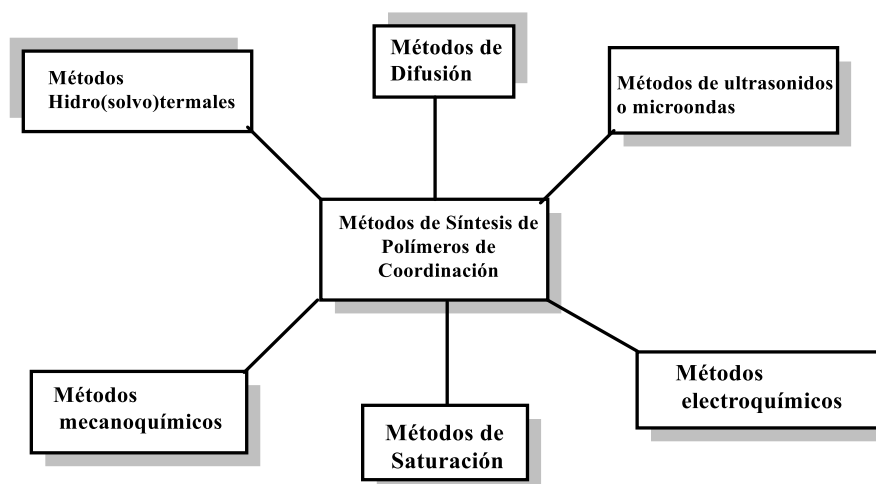 Métodos
Hidro(solvo)termales
Métodos de
Difusión
Métodos de ultrasonidos
o microondas
Métodos de Síntesis de
Polímeros de
Coordinación
Métodos
mecanoquímicos
Métodos de
Saturación
Métodos
electroquímicos